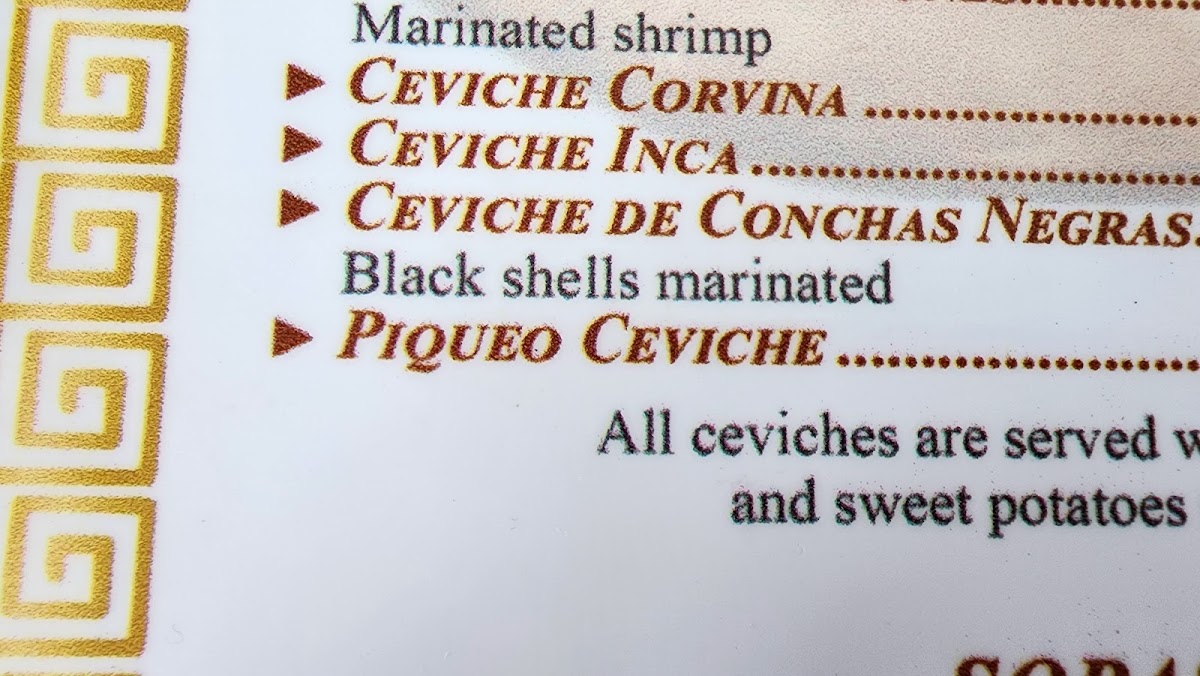 Marinated shrimp
CEVICHE CORVINA ..............................
CEVICHE INCA ......................................
CEVICHE DE CONCHAS NEGRAS.
Black shells marinated
PIQUEO CEVICHE ................................
All ceviches are served
and sweet potatoes